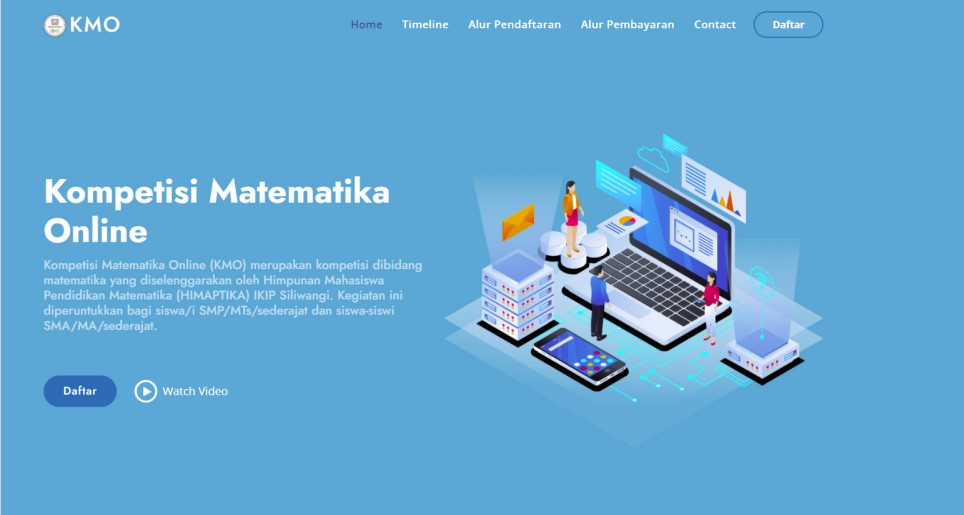 KMO
Home Timeline Alur Pendaftaran Alur Pembayaran Contact Daftar
Kompetisi Matematika
Online
Kompetisi Matematika Online (KMO) merupakan kompetisi dibidang
matematika yang diselenggarakan oleh Himpunan Mahasiswa
Pendidikan Matematika (HIMAPTIKA) IKIP Siliwangi. Kegiatan ini
diperuntukkan bagi siswa/i SMP/MTs/sederajat dan siswa-siswi
SMA/MA/sederajat.
Daftar Watch Video